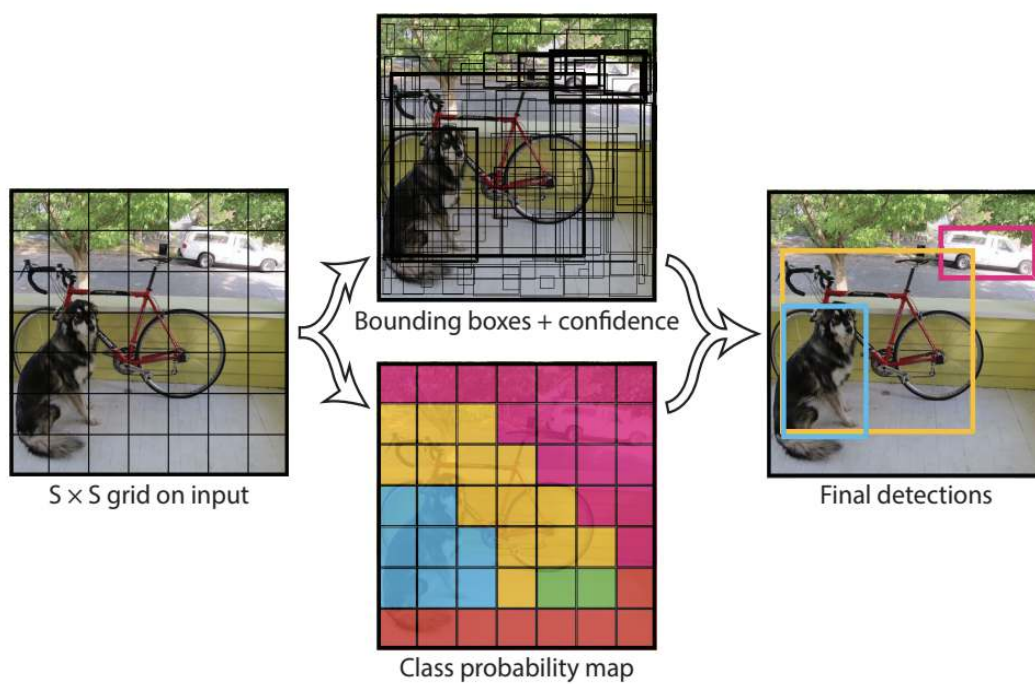 Bounding boxes + confidence
S × S grid on input
Final detections
Class probability map